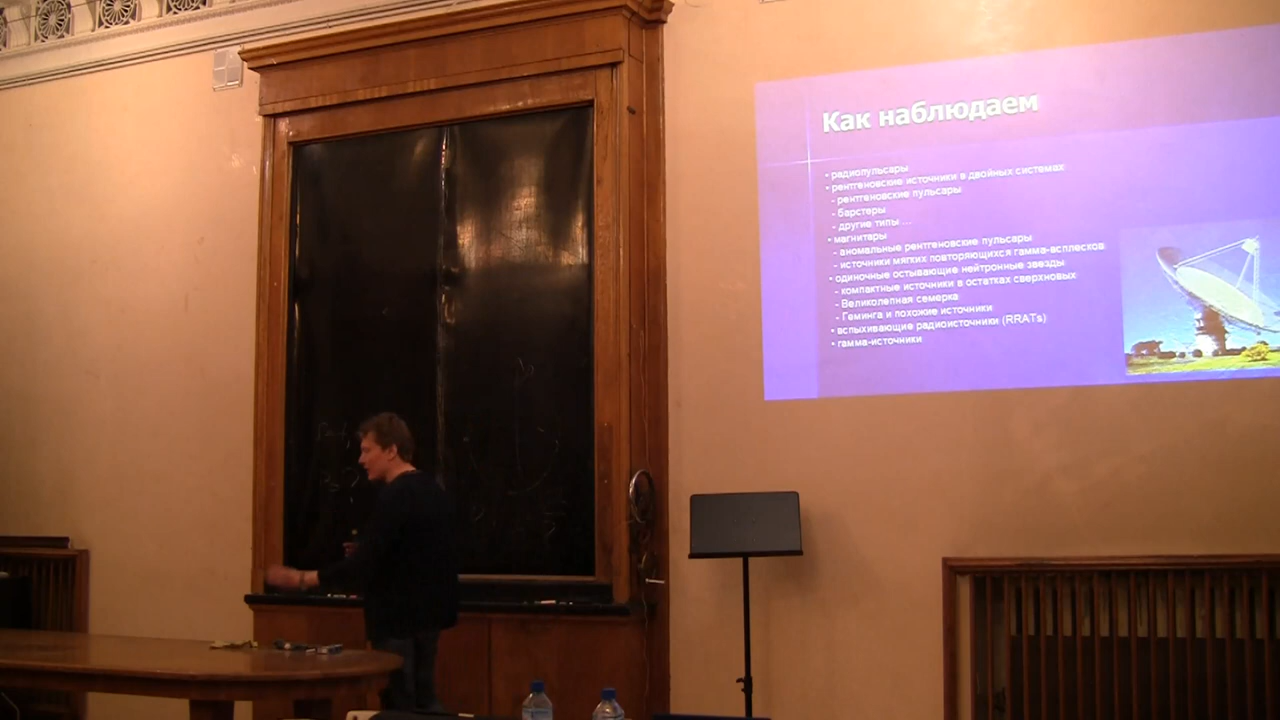 Как наблюдаем
• радиопульсары
• рентгеновские источники в двойных системах
- рентгеновские пульсары
- барстеры
- другие типы ...
• магнитары
- аномальные рентгеновские пульсары
- источники мягких повторяющихся гамма-всплесков
• одиночные остывающие нейтронные звезды
- компактные источники в остатках сверхновых
- Великолепная семерка
- Геминга и похожие источники
• вспыхивающие радиоисточники (RRATs)
• гамма-источники